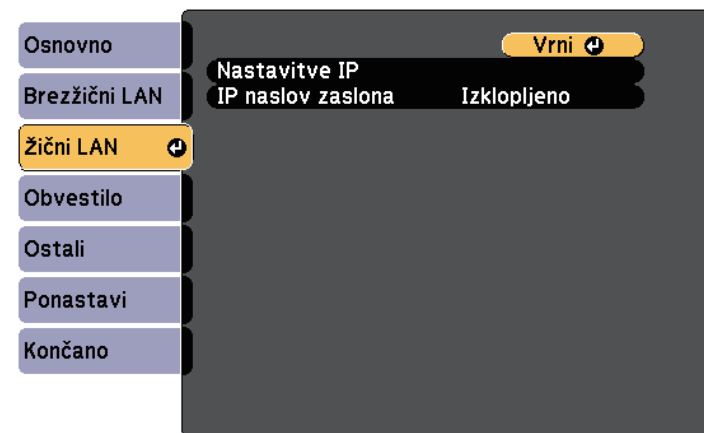 Osnovno
Brezžični LAN
Žični LAN
Obvestilo
Ostali
Ponastavi
Končano
Vrni
Nastavitve IP
IP naslov zaslona Izklopljeno